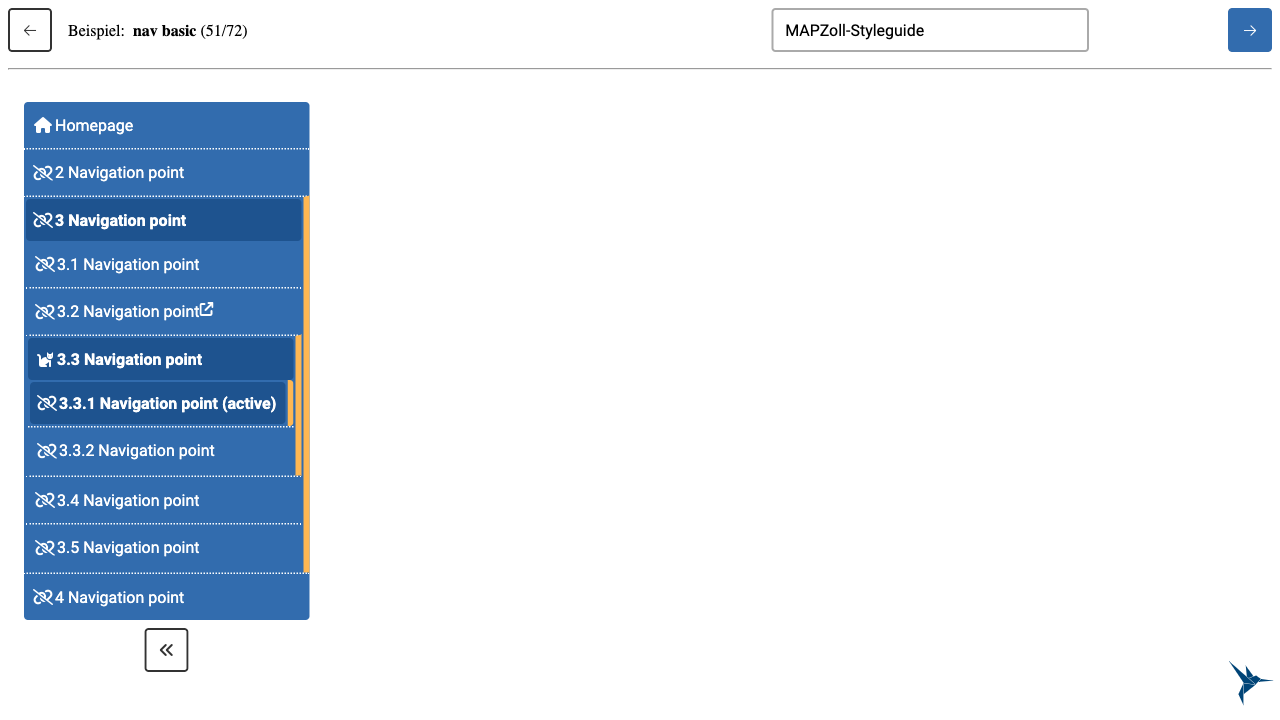 Beispiel: nav basic (51/72)
MAPZoll-Styleguide
Homepage
2 Navigation point
3 Navigation point
3.1 Navigation point
3.2 Navigation point
3.3 Navigation point
3.3.1 Navigation point (active)
3.3.2 Navigation point
3.4 Navigation point
3.5 Navigation point
4 Navigation point